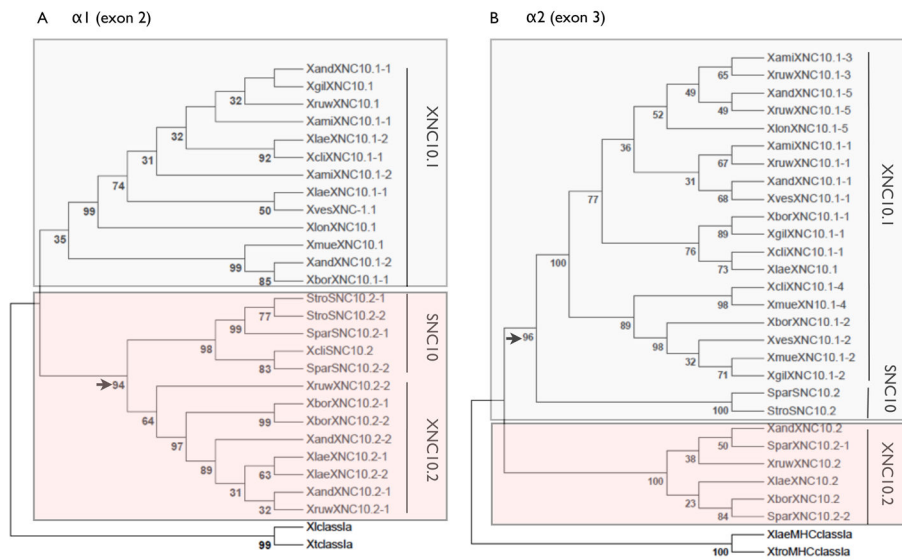 A α1 (exon 2)
XandXNC10.1-1
XgilXNC10.1
32
XruwXNC10.1
32
XamiXNC10.1-1
XlaeXNC10.1-2
31
92
XcliXNC10.1-1
74
XamiXNC10.1-2
XlaeXNC10.1-1
99
50
XvesXNC-1.1
35
XlonXNC10.1
XmueXNC10.1
99
XandXNC10.1-2
85
XborXNC10.1-1
XNC10.1
StroSNC10.2-1
77
StroSNC10.2-2
99
SparSNC10.2-1
98
XcliSNC10.2
83
SparSNC10.2-2
SNC10
94
XruwXNC10.2-2
64
XborXNC10.2-1
99
XborXNC10.2-2
97
XandXNC10.2-2
89
XlaeXNC10.2-1
63
XlaeXNC10.2-2
31
XandXNC10.2-1
32
XruwXNC10.2-1
XNC10.2
XlclassIa
99
XtclassIa
B α2 (exon 3)
XamiXNC10.1-3
65
XruwXNC10.1-3
49
XandXNC10.1-5
49
XruwXNC10.1-5
52
XlonXNC10.1-5
36
XamiXNC10.1-1
67
XruwXNC10.1-1
31
XandXNC10.1-1
68
XvesXNC10.1-1
77
XborXNC10.1-1
89
XgilXNC10.1-1
76
XcliXNC10.1-1
73
XlaeXNC10.1
100
XcliXNC10.1-4
98
XmueXN10.1-4
89
XborXNC10.1-2
98
XvesXNC10.1-2
32
XmueXNC10.1-2
71
XgilXNC10.1-2
XNC10.1
96
SparSNC10.2
100
StroSNC10.2
SNC10
XandXNC10.2
50
SparXNC10.2-1
38
XruwXNC10.2
100
XlaeXNC10.2
23
XborXNC10.2
84
SparXNC10.2-2
XNC10.2
XlaeMHCclassIa
100
XtroMHCclassIa